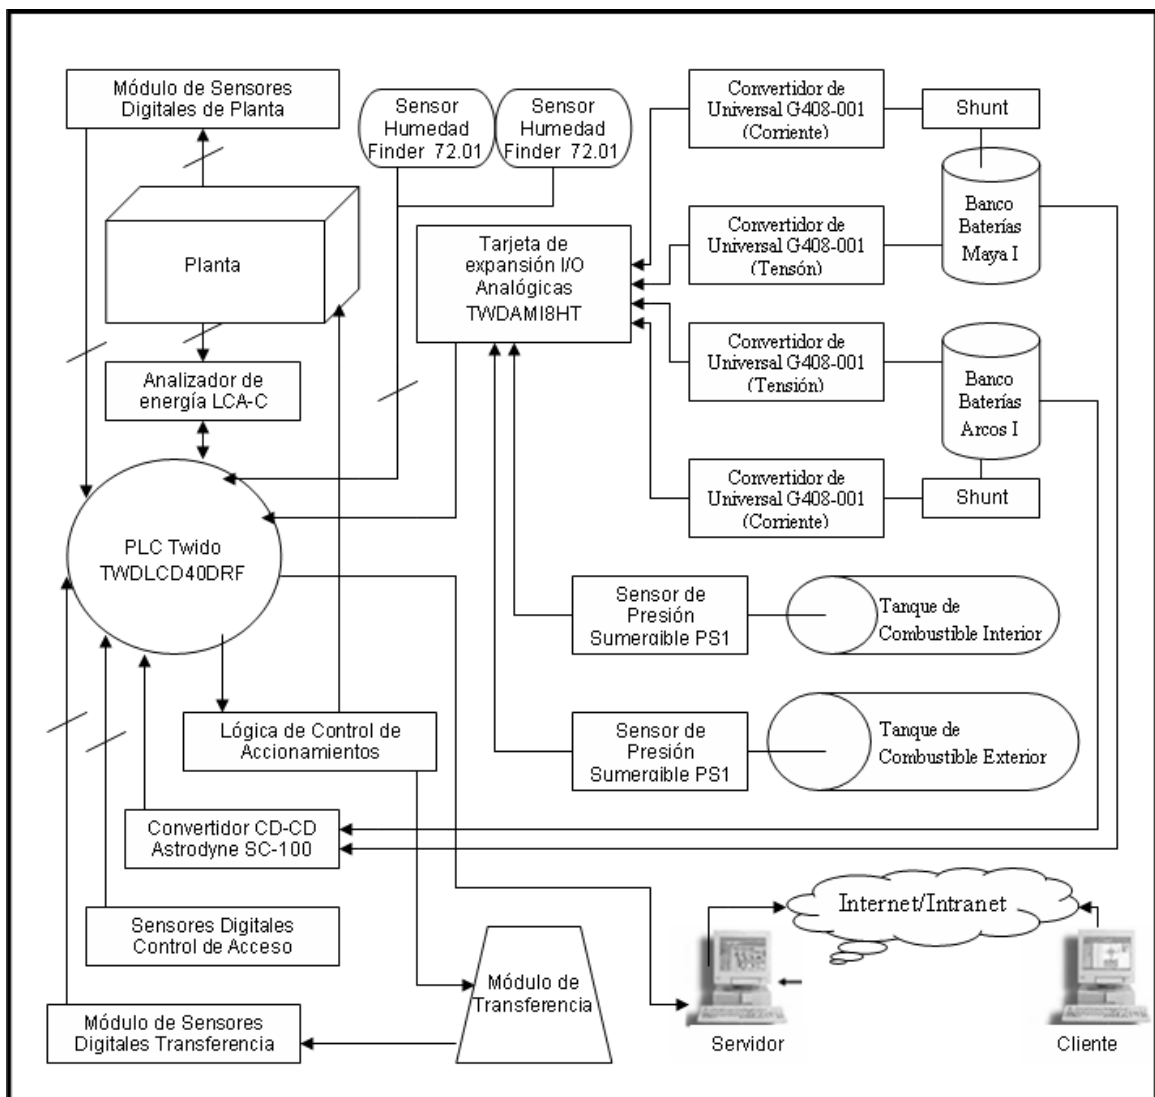 Módulo de Sensores
Digitales de Planta
Sensor
Humedad
Finder 72.01
Sensor
Humedad
Finder 72.01
Convertidor de
Universal G408-001
(Corriente)
Shunt
Planta
Tarjeta de
expansión I/O
Analógicas
TWDAMI8HT
Convertidor de
Universal G408-001
(Tensón)
Banco
Baterías
Maya I
Analizador de
energía LCA-C
Convertidor de
Universal G408-001
(Tensión)
Banco
Baterías
Arcos I
Convertidor de
Universal G408-001
(Corriente)
Shunt
PLC Twido
TWDLCD40DRF
Sensor de
Presión
Sumergible PS1
Tanque de
Combustible Interior
Lógica de Control de
Accionamientos
Sensor de
Presión
Sumergible PS1
Tanque de
Combustible Exterior
Convertidor CD-CD
Astrodyne SC-100
Sensores Digitales
Control de Acceso
Internet/Intranet
Módulo de
Transferencia
Módulo de Sensores
Digitales Transferencia
Servidor
Cliente